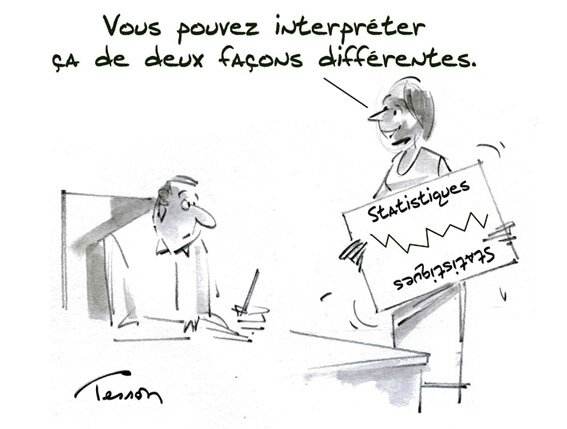 Vous pouvez interpréter
ça de deux façons différentes.
Statistiques
Statistiques
Tesson